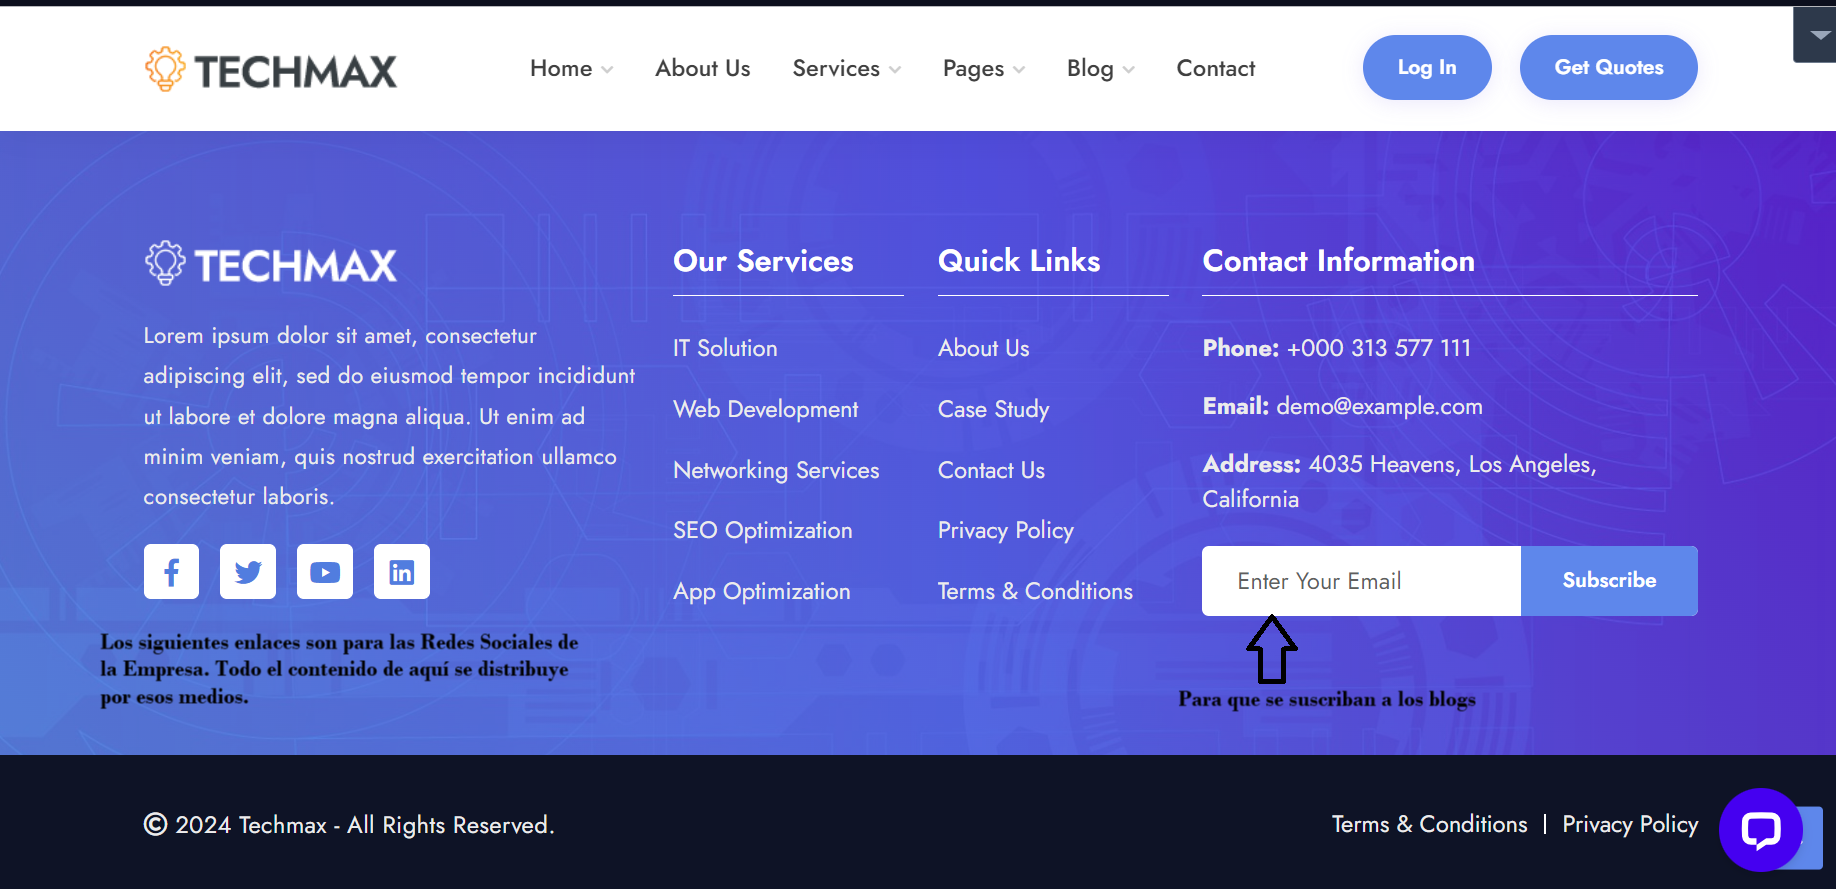 TECHMAX
Home
About Us
Services
Pages
Blog
Contact
Log In
Get Quotes
TECHMAX
Lorem ipsum dolor sit amet, consectetur
adipiscing elit, sed do eiusmod tempor incididunt
ut labore et dolore magna aliqua. Ut enim ad
minim veniam, quis nostrud exercitation ullamco
consectetur laboris.
Los siguientes enlaces son para las Redes Sociales de
la Empresa. Todo el contenido de aquí se distribuye
por esos medios.
Our Services
IT Solution
Web Development
Networking Services
SEO Optimization
App Optimization
Quick Links
About Us
Case Study
Contact Us
Privacy Policy
Terms & Conditions
Contact Information
Phone: +000 313 577 111
Email: demo@example.com
Address: 4035 Heavens, Los Angeles,
California
Enter Your Email
Subscribe
Para que se suscriban a los blogs
© 2024 Techmax - All Rights Reserved.
Terms & Conditions | Privacy Policy